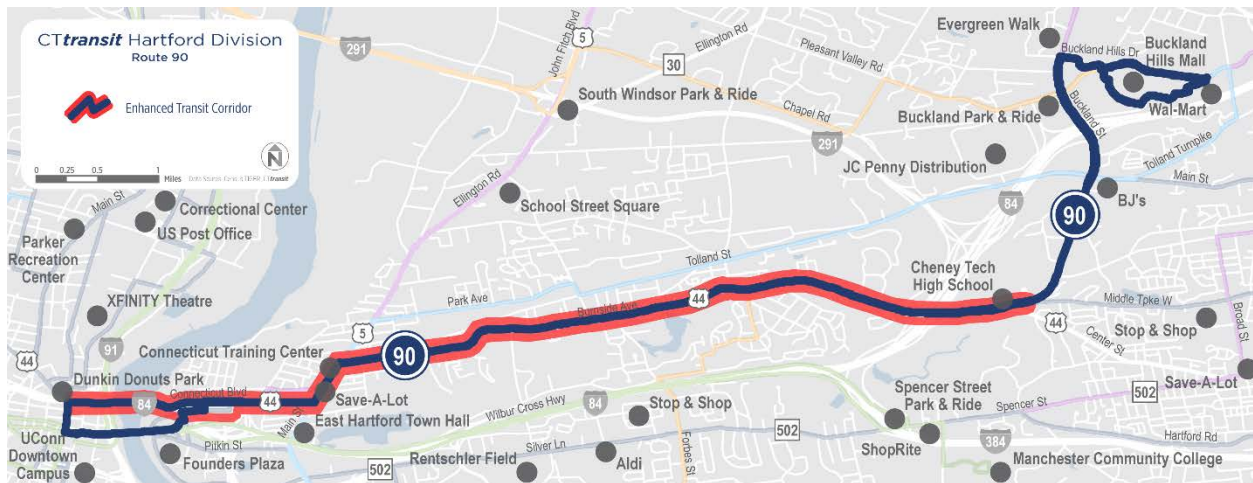 CTtransit Hartford Division
Route 90
Enhanced Transit Corridor
N
0 0.25 0.5 1
Miles
Data Source: Esri, CTtransit
Evergreen Walk
Buckland Hills Dr
Buckland
Hills Mall
Wal-Mart
Buckland St
Buckland Park & Ride
Pleasant Valley Rd
Ellington Rd
30
5
John Fitch Blvd
291
South Windsor Park & Ride
Chapel Rd
291
JC Penny Distribution
Tolland Turnpike
Main St
84
BJ's
90
Ellington Rd
School Street Square
Main St
Correctional Center
US Post Office
Parker
Recreation
Center
XFINITY Theatre
Tolland St
Park Ave
Burnside Ave
44
Cheney Tech
High School
Middle Tpke W
44
Center St
Stop & Shop
Broad St
Save-A-Lot
5
91
44
Connecticut Training Center
90
Dunkin Donuts Park
84
Connecticut Blvd
44
Save-A-Lot
Main St
East Hartford Town Hall
Wilbur Cross Hwy
84
Stop & Shop
Spencer Street
Park & Ride
Spencer St
502
Hartford Rd
UConn
Downtown
Campus
Pitkin St
Founders Plaza
502
Rentschler Field
Silver Ln
Aldi
Forbes St
502
ShopRite
384
Manchester Community College